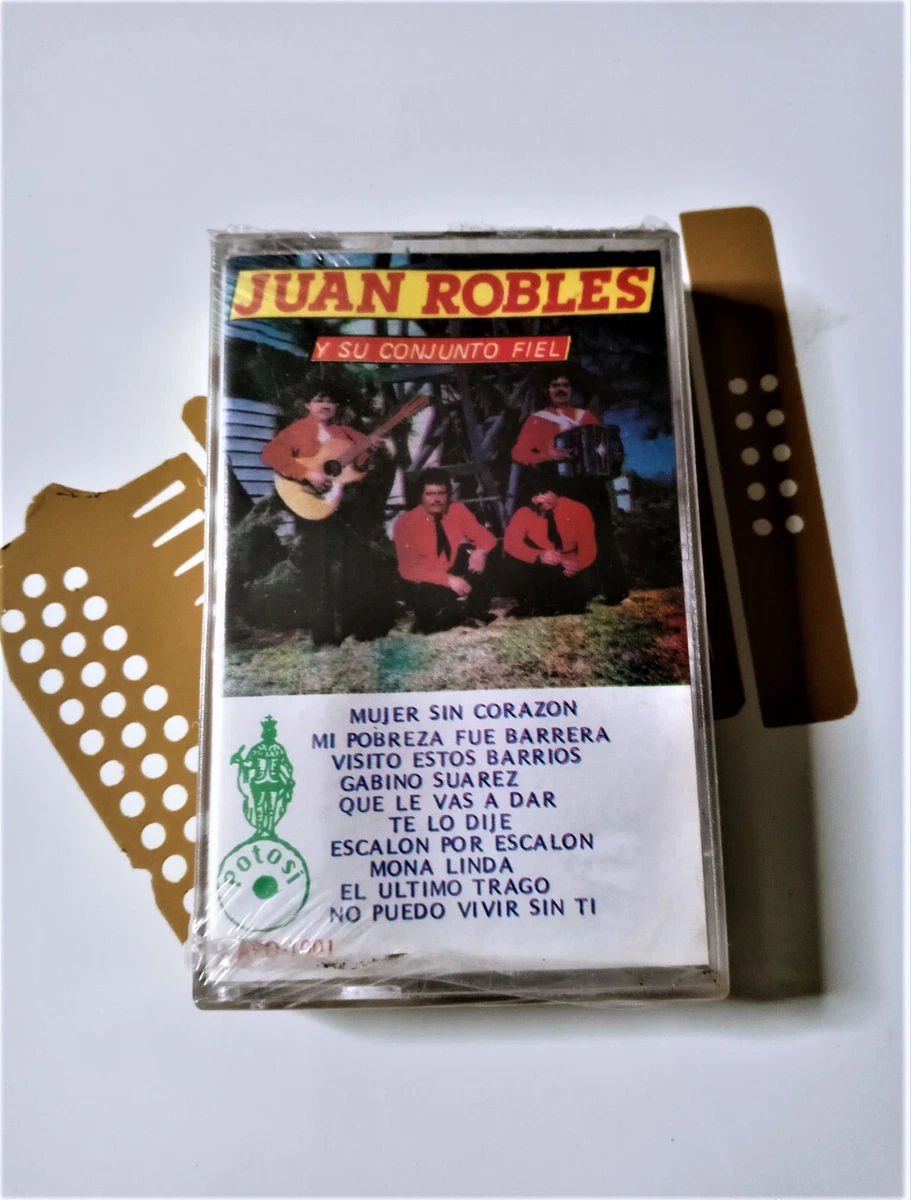 JUAN ROBLES
Y SU CONJUNTO FIEL
MUJER SIN CORAZON
MI POBREZA FUE BARRERA
VISITO ESTOS BARRIOS
GABINO SUAREZ
QUE LE VAS A DAR
TE LO DIJE
ESCALON POR ESCALON
MONA LINDA
EL ULTIMO TRAGO
NO PUEDO VIVIR SIN TI
Potosi